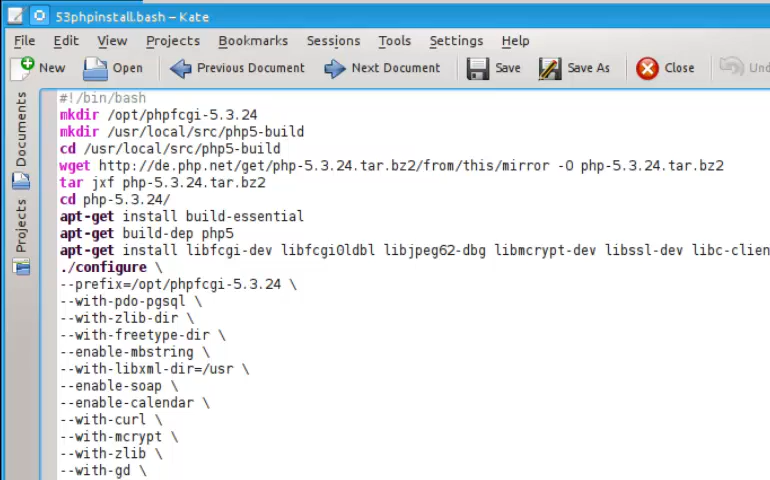 53phpinstall.bash – Kate
File Edit View Projects Bookmarks Sessions Tools Settings Help
New Open Previous Document Next Document Save Save As Close Und
Documents
Projects
#!/bin/bash
mkdir /opt/phpfcgi-5.3.24
mkdir /usr/local/src/php5-build
cd /usr/local/src/php5-build
wget http://de.php.net/get/php-5.3.24.tar.bz2/from/this/mirror -O php-5.3.24.tar.bz2
tar jxf php-5.3.24.tar.bz2
cd php-5.3.24/
apt-get install build-essential
apt-get build-dep php5
apt-get install libfcgi-dev libfcgi0ldbl libjpeg62-dbg libmcrypt-dev libssl-dev libc-clien
./configure \
--prefix=/opt/phpfcgi-5.3.24 \
--with-pdo-pgsql \
--with-zlib-dir \
--with-freetype-dir \
--enable-mbstring \
--with-libxml-dir=/usr \
--enable-soap \
--enable-calendar \
--with-curl \
--with-mcrypt \
--with-zlib \
--with-gd \